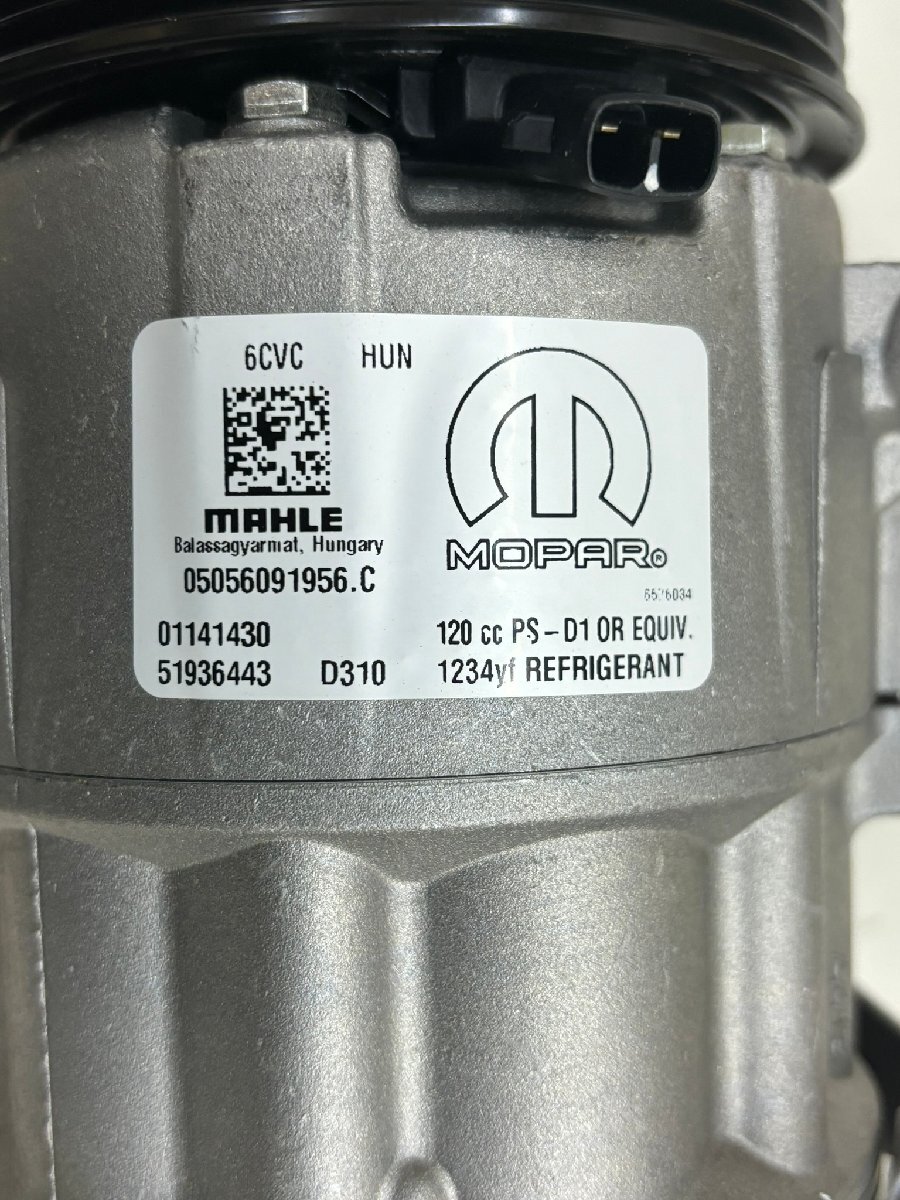 6CVC HUN
MAHLE
Balassagyarmat, Hungary
05056091956.C
01141430
51936443 D310
MOPAR®
120 cc PS-D1 OR EQUIV.
1234yf REFRIGERANT